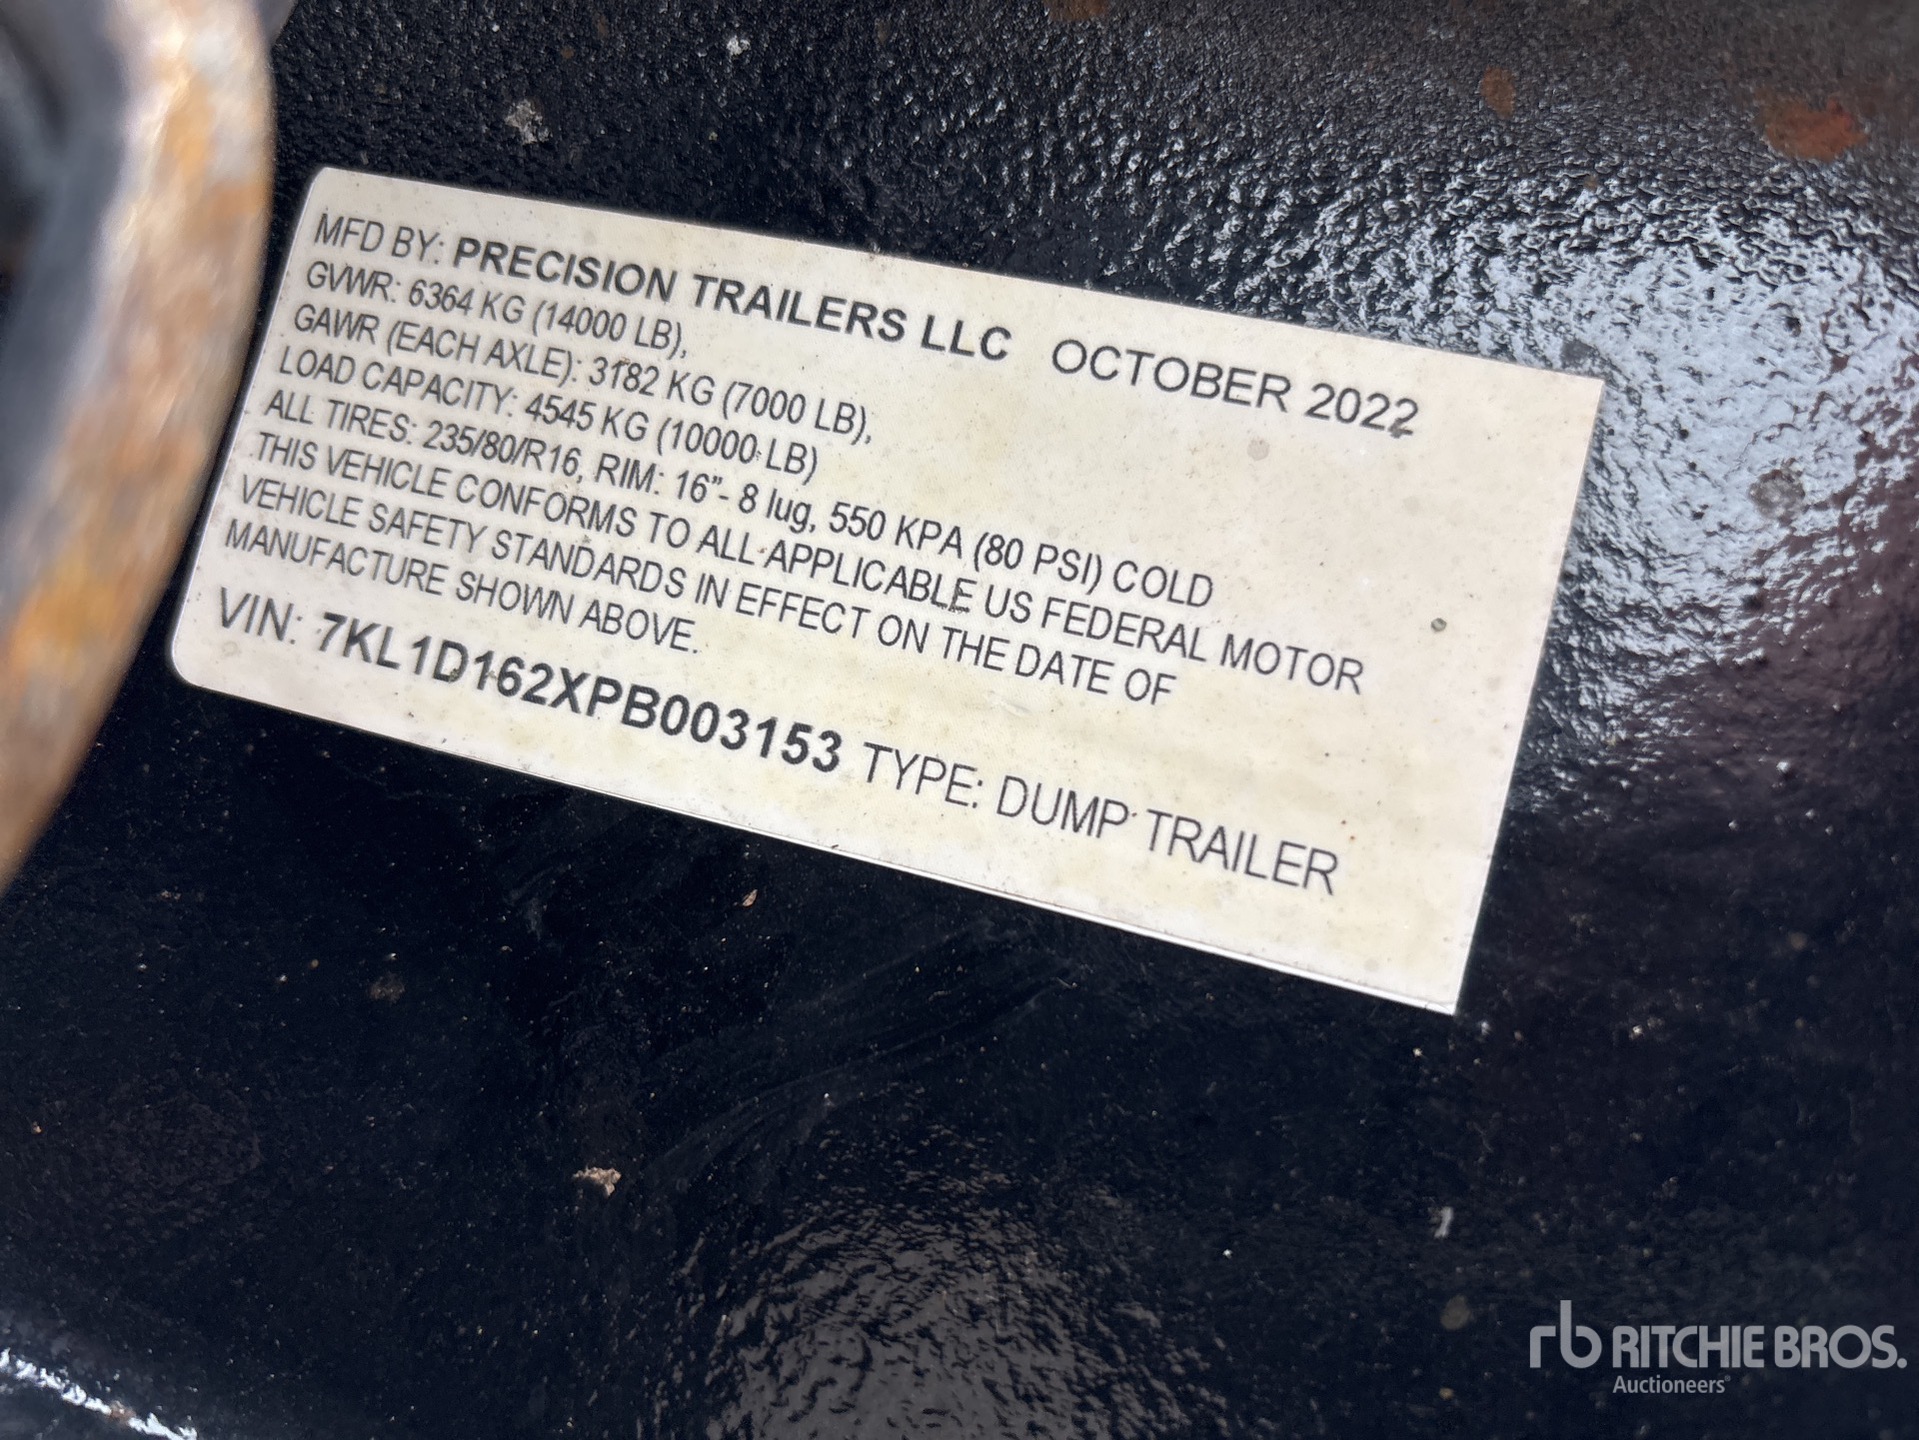 MFD BY: PRECISION TRAILERS LLC OCTOBER 2022
GVWR: 6364 KG (14000 LB),
GAWR (EACH AXLE): 3182 KG (7000 LB),
LOAD CAPACITY: 4545 KG (10000 LB)
ALL TIRES: 235/80/R16, RIM: 16"- 8 lug, 550 KPA (80 PSI) COLD
THIS VEHICLE CONFORMS TO ALL APPLICABLE US FEDERAL MOTOR
VEHICLE SAFETY STANDARDS IN EFFECT ON THE DATE OF
MANUFACTURE SHOWN ABOVE.
VIN: 7KL1D162XPB003153 TYPE: DUMP TRAILER
rb RITCHIE BROS.
Auctioneers®